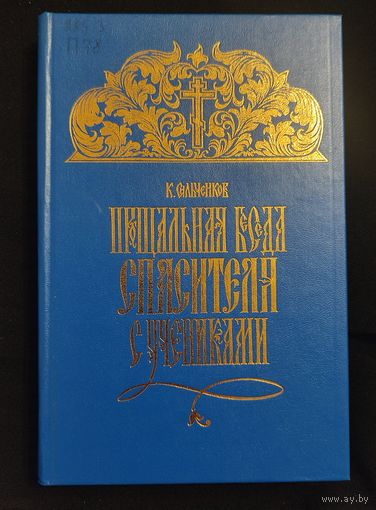 К. Сильченков
Прощальная беседа
Спасителя
с учениками
www.ay.by